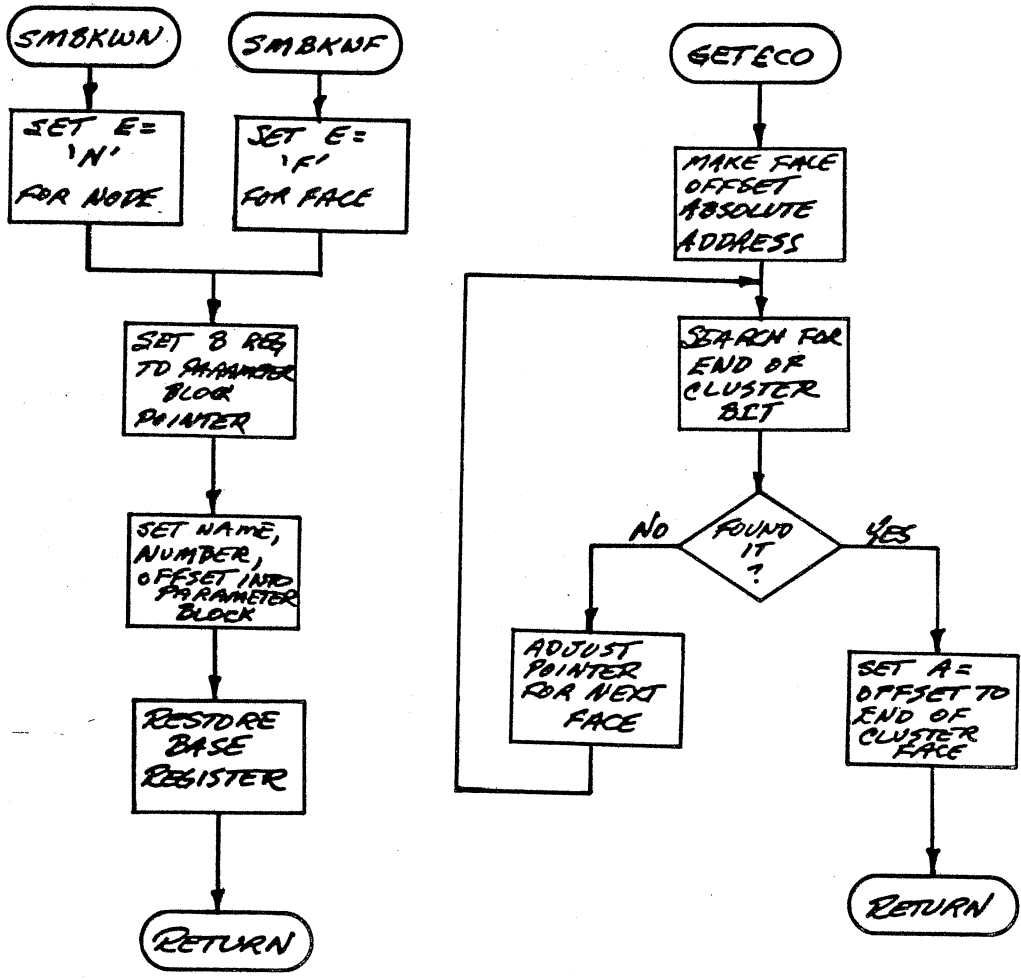 SMBKWN
SET E=
'N'
FOR NODE
SMBKNF
SET E=
'F'
FOR FACE
SET B REG
TO PARAMETER
BLOCK
POINTER
SET NAME,
NUMBER,
OFFSET INTO
PARAMETER
BLOCK
RESTORE
BASE
REGISTER
RETURN
GETECO
MAKE FACE
OFFSET
ABSOLUTE
ADDRESS
SEARCH FOR
END OF
CLUSTER
BIT
FOUND
IT
?
NO
YES
ADJUST
POINTER
FOR NEXT
FACE
SET A=
OFFSET TO
END OF
CLUSTER
FACE
RETURN